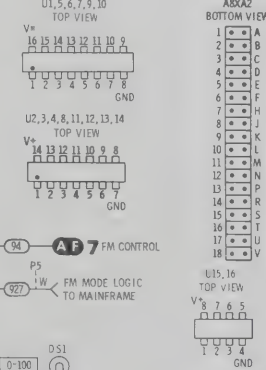 U1,5,6,7,9,10
TOP VIEW
V=
16 15 14 13 12 11 10 9
1 2 3 4 5 6 7 8
GND
U2,3,4,8,11,12,13,14
TOP VIEW
V+
14 13 12 11 10 9 8
1 2 3 4 5 6 7
GND
94 A F 7 FM CONTROL
P5
927 W FM MODE LOGIC
TO MAINFRAME
DS1
0-100
A8XA2
BOTTOM VIEW
1 A
2 B
3 C
4 D
5 E
6 F
7 H
8 J
9 K
10 L
11 M
12 N
13 P
14 R
15 S
16 T
17 U
18 V
U15,16
TOP VIEW
V+
8 7 6 5
1 2 3 4
GND